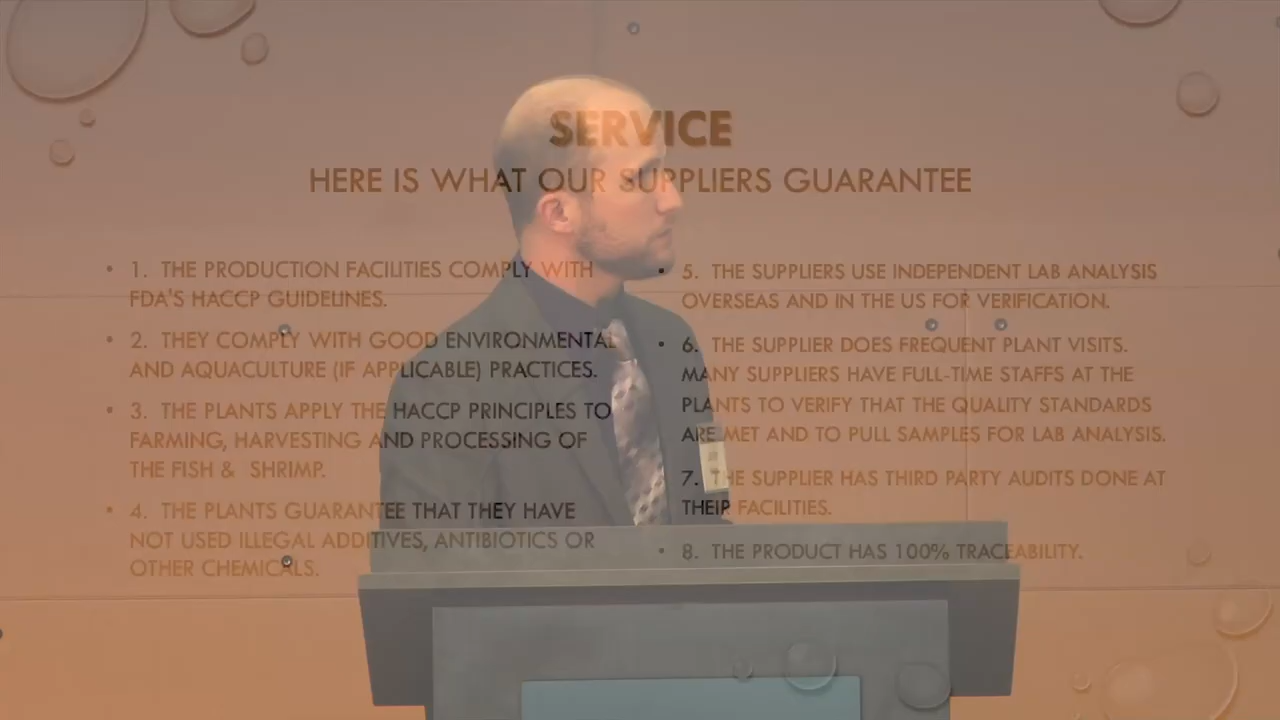 SERVICE
HERE IS WHAT OUR SUPPLIERS GUARANTEE
• 1. THE PRODUCTION FACILITIES COMPLY WITH
FDA'S HACCP GUIDELINES.
• 2. THEY COMPLY WITH GOOD ENVIRONMENTAL
AND AQUACULTURE (IF APPLICABLE) PRACTICES.
• 3. THE PLANTS APPLY THE HACCP PRINCIPLES TO
FARMING, HARVESTING AND PROCESSING OF
THE FISH & SHRIMP.
• 4. THE PLANTS GUARANTEE THAT THEY HAVE
NOT USED ILLEGAL ADDITIVES, ANTIBIOTICS OR
OTHER CHEMICALS.
• 5. THE SUPPLIERS USE INDEPENDENT LAB ANALYSIS
OVERSEAS AND IN THE US FOR VERIFICATION.
• 6. THE SUPPLIER DOES FREQUENT PLANT VISITS.
MANY SUPPLIERS HAVE FULL-TIME STAFFS AT THE
PLANTS TO VERIFY THAT THE QUALITY STANDARDS
ARE MET AND TO PULL SAMPLES FOR LAB ANALYSIS.
7. THE SUPPLIER HAS THIRD PARTY AUDITS DONE AT
THEIR FACILITIES.
• 8. THE PRODUCT HAS 100% TRACEABILITY.